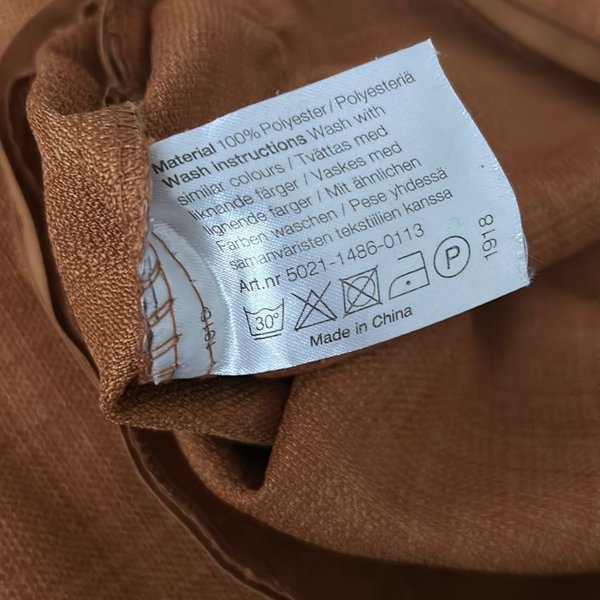 Material 100% Polyester / Polyesteriä
Wash instructions Wash with
similar colours / Tvättas med
liknande färger / Vaskes med
lignende farger / Mit ähnlichen
Farben waschen / Pese yhdessä
samanväristen tekstiilien kanssa
Art.nr 5021-1486-0113
30° P
Made in China
1918